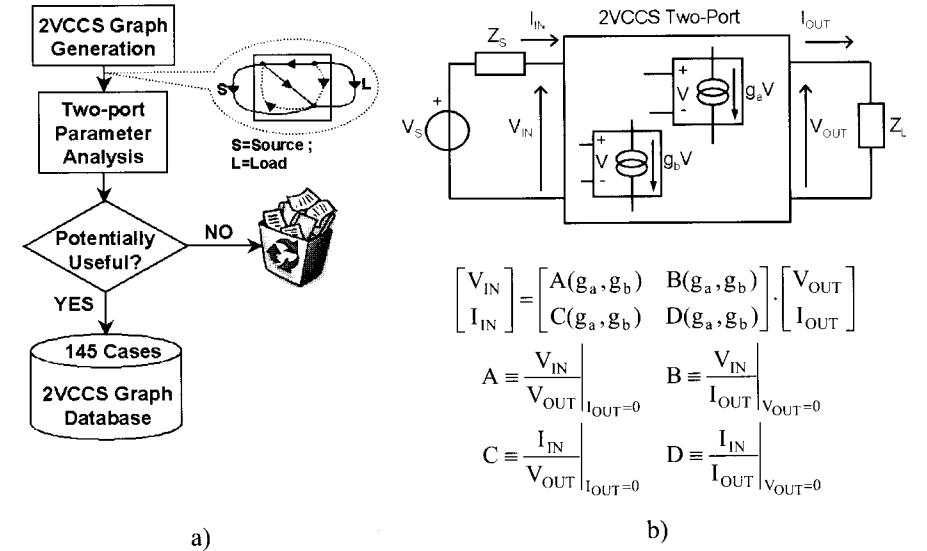 2VCCS Graph
Generation
S
L
S=Source ;
L=Load
Two-port
Parameter
Analysis
Potentially
Useful?
NO
YES
145 Cases
2VCCS Graph
Database
a)
2VCCS Two-Port
I_IN
I_OUT
Z_S
+
V_S
V_IN
+
V
-
g_aV
+
V
-
g_bV
V_OUT
Z_L
[V_IN I_IN] = [A(g_a,g_b) B(g_a,g_b) C(g_a,g_b) D(g_a,g_b)] · [V_OUT I_OUT]
A ≡ V_IN / V_OUT |I_OUT=0 B ≡ V_IN / I_OUT |V_OUT=0
C ≡ I_IN / V_OUT |I_OUT=0 D ≡ I_IN / I_OUT |V_OUT=0
b)